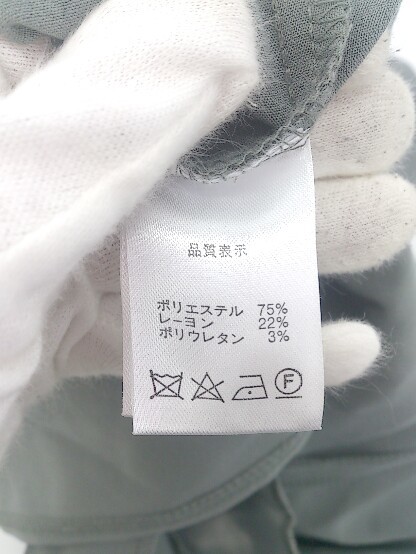 品質表示
ポリエステル 75%
レーヨン 22%
ポリウレタン 3%
F